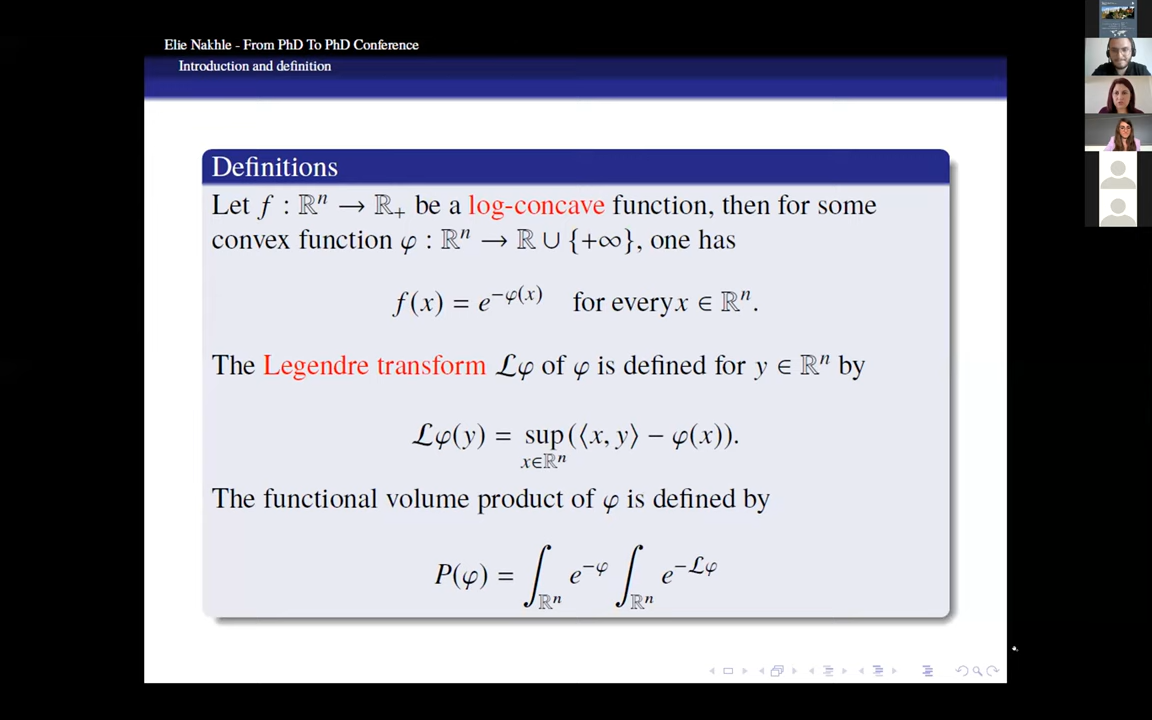 Elie Nakhle - From PhD To PhD Conference
Introduction and definition
Definitions
Let f : ℝⁿ → ℝ₊ be a log-concave function, then for some
convex function φ : ℝⁿ → ℝ ∪ {+∞}, one has
f(x) = e^{−φ(x)} for every x ∈ ℝⁿ.
The Legendre transform ℒφ of φ is defined for y ∈ ℝⁿ by
ℒφ(y) = sup_{x∈ℝⁿ} (⟨x, y⟩ − φ(x)).
The functional volume product of φ is defined by
P(φ) = ∫_{ℝⁿ} e^{−φ} ∫_{ℝⁿ} e^{−ℒφ}